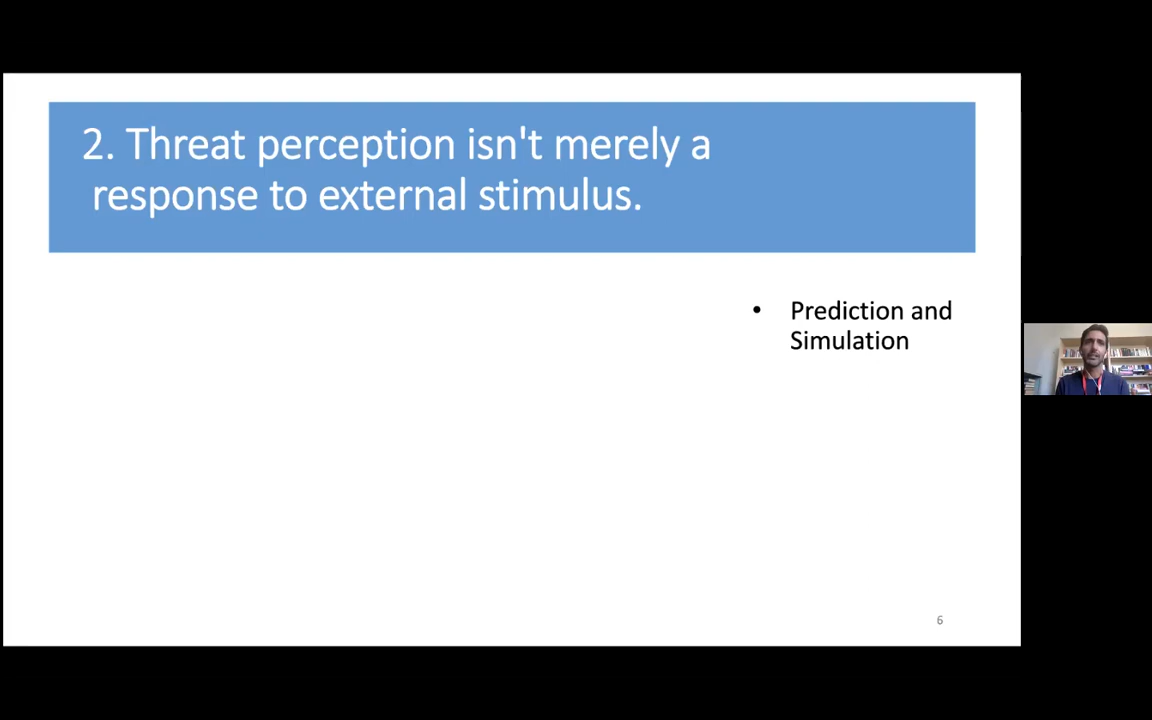 2. Threat perception isn't merely a
response to external stimulus.
• Prediction and
Simulation
6